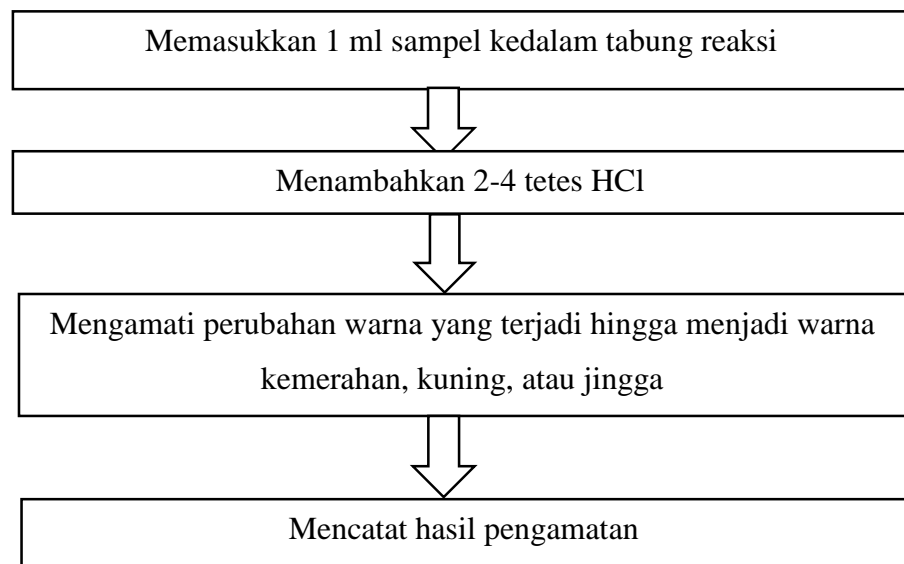 Memasukkan 1 ml sampel kedalam tabung reaksi
Menambahkan 2-4 tetes HCl
Mengamati perubahan warna yang terjadi hingga menjadi warna
kemerahan, kuning, atau jingga
Mencatat hasil pengamatan